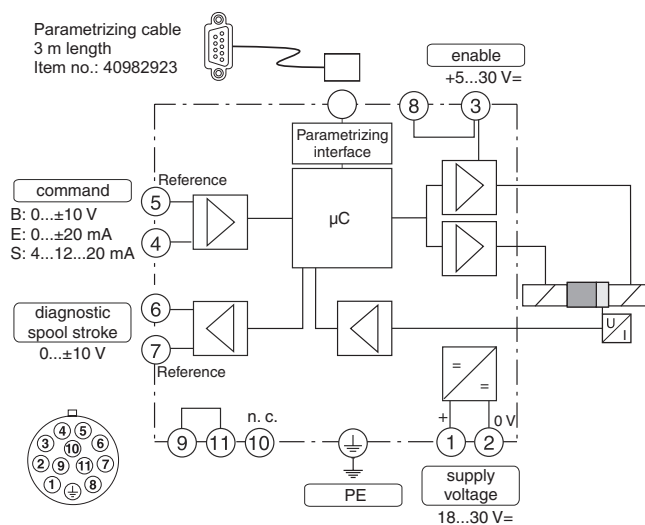 Parametrizing cable
3 m length
Item no.: 40982923
enable
+5...30 V=
8
3
Parametrizing
interface
command
B: 0...±10 V
E: 0...±20 mA
S: 4...12...20 mA
Reference
5
4
µC
diagnostic
spool stroke
0...±10 V
6
7
Reference
U
I
=
=
n. c.
+
0 V
9
11
10
1
2
PE
supply
voltage
18...30 V=
4
5
3
10
6
2
9
11
7
1
8